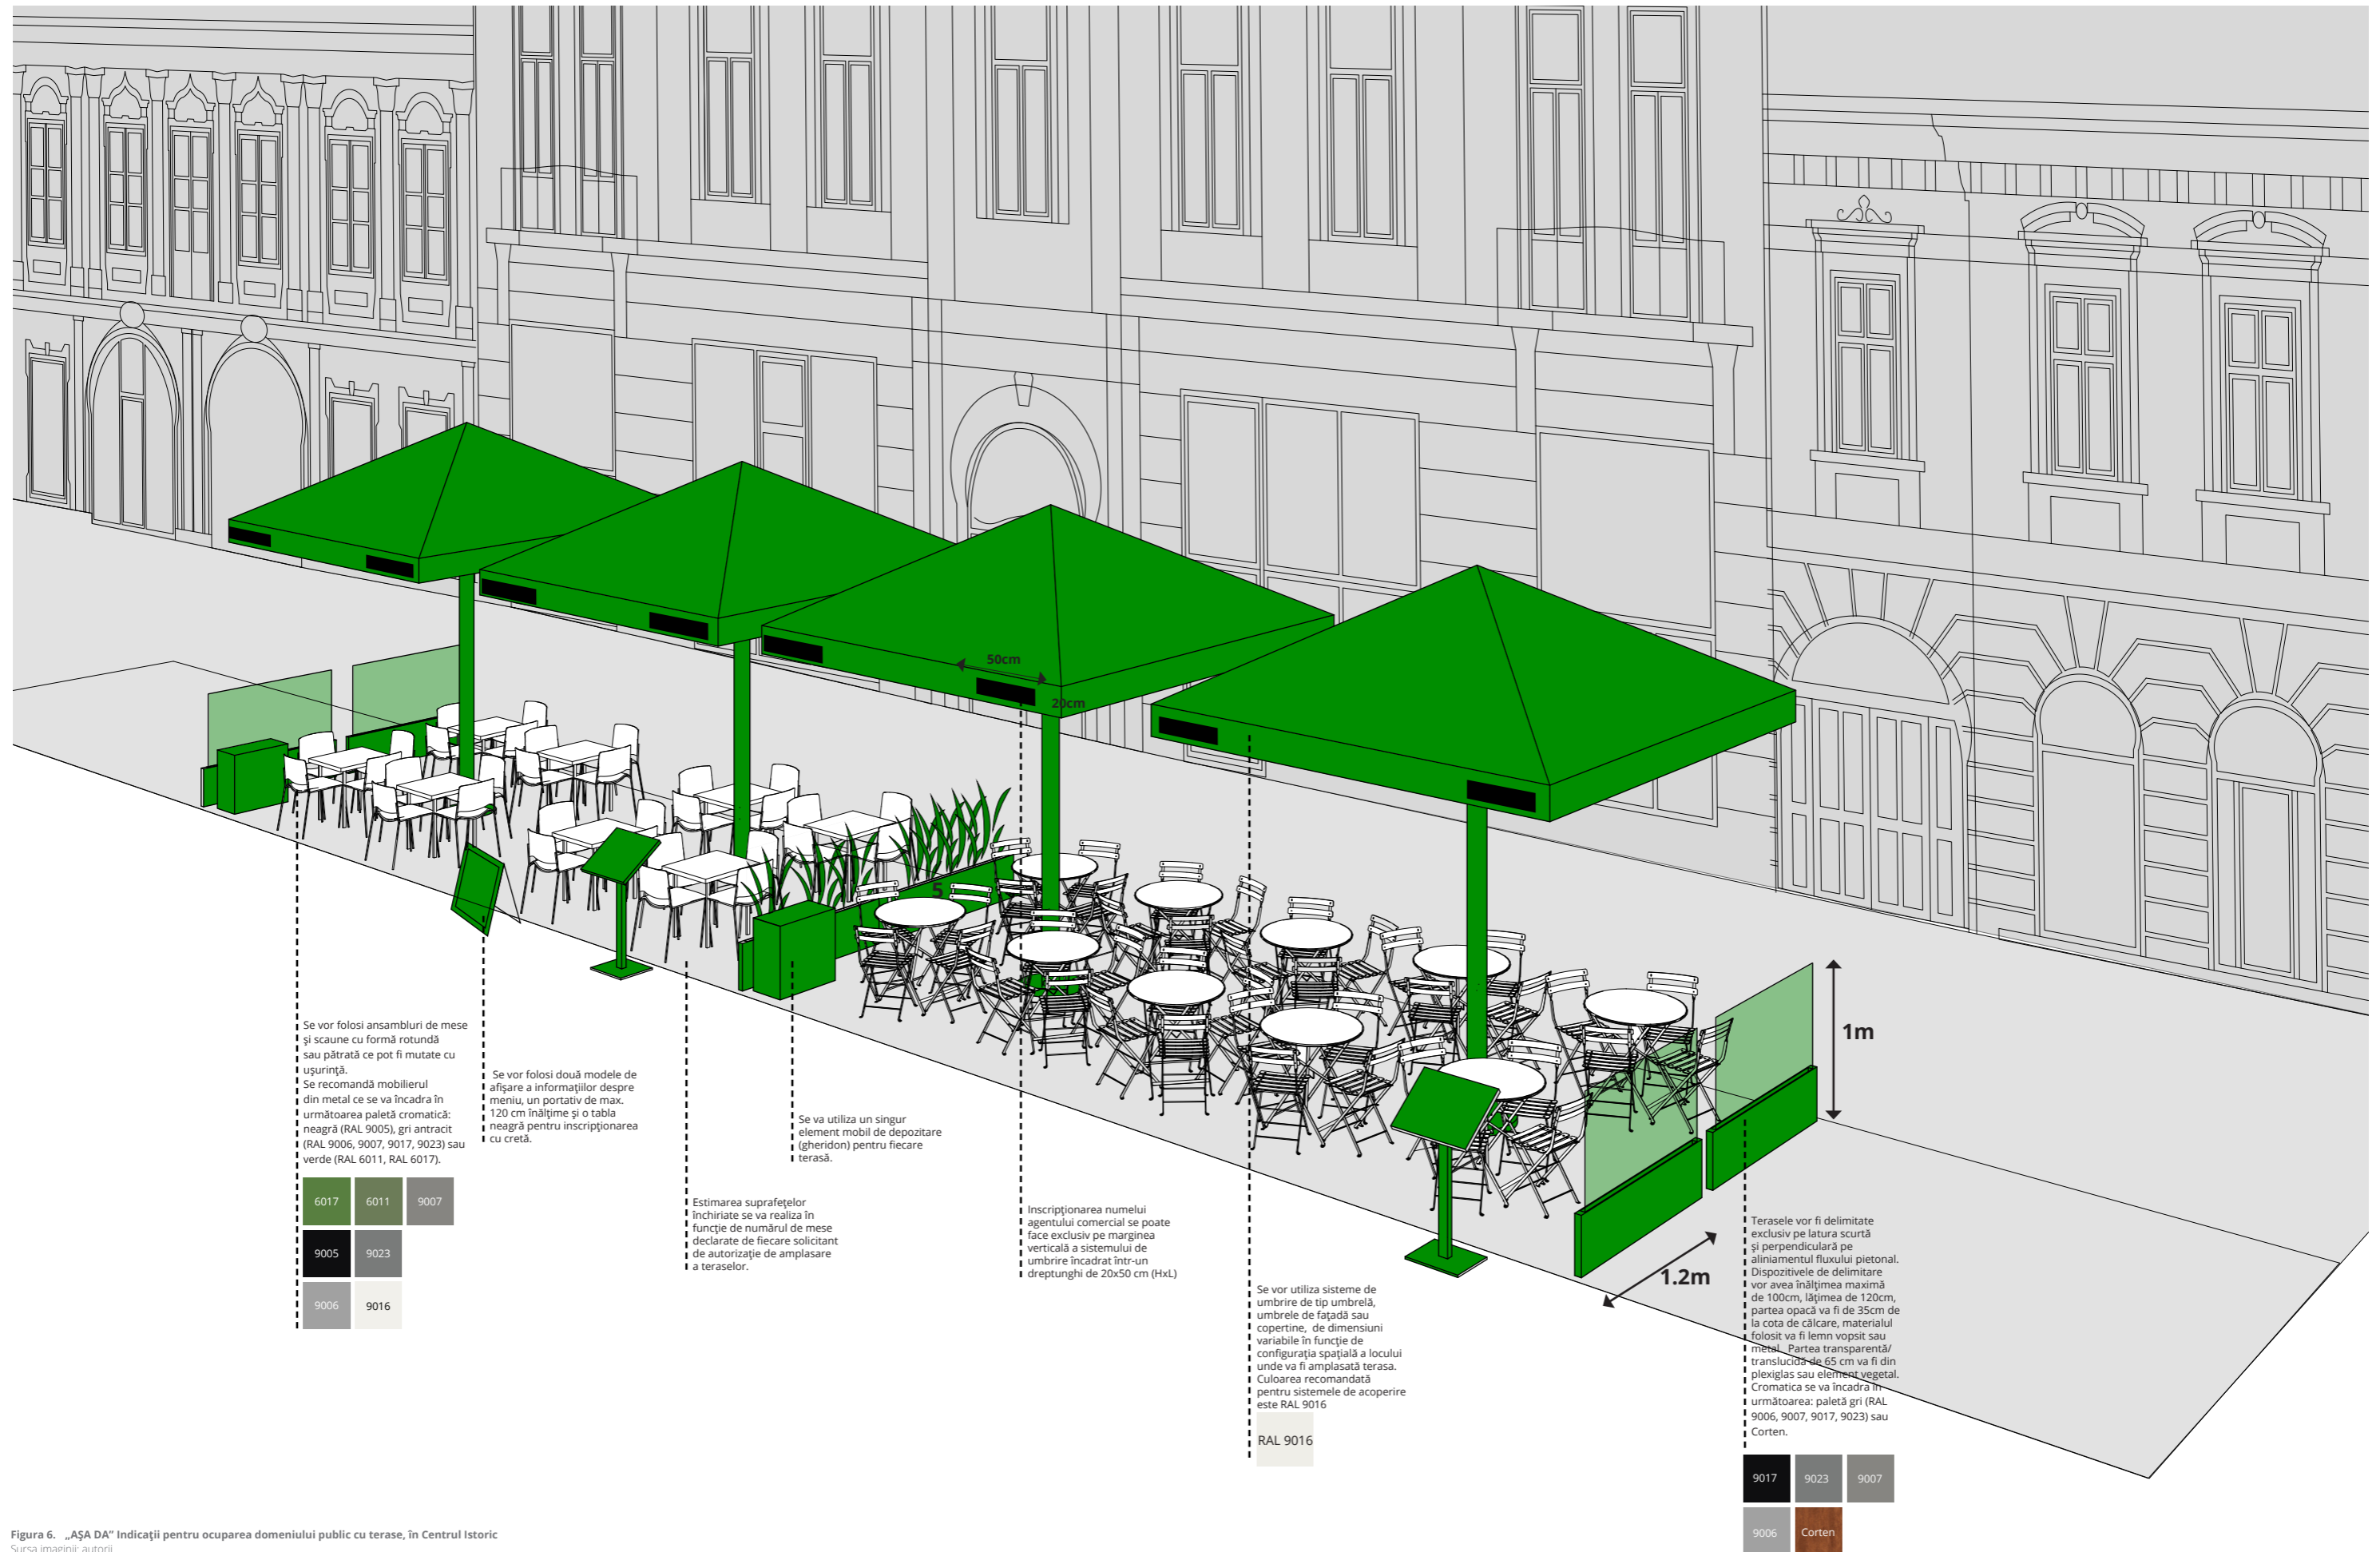 50cm
20cm
5
1m
1.2m
Se vor folosi ansambluri de mese
și scaune cu formă rotundă
sau pătrată ce pot fi mutate cu
ușurință.
Se recomandă mobilierul
din metal ce se va încadra în
următoarea paletă cromatică:
neagră (RAL 9005), gri antracit
(RAL 9006, 9007, 9017, 9023) sau
verde (RAL 6011, RAL 6017).
6017 6011 9007
9005 9023
9006 9016
Se vor folosi două modele de
afișare a informațiilor despre
meniu, un portativ de max.
120 cm înălțime și o tabla
neagră pentru inscripționarea
cu cretă.
Estimarea suprafețelor
închiriate se va realiza în
funcție de numărul de mese
declarate de fiecare solicitant
de autorizație de amplasare
a teraselor.
Se va utiliza un singur
element mobil de depozitare
(gheridon) pentru fiecare
terasă.
Inscripționarea numelui
agentului comercial se poate
face exclusiv pe marginea
verticală a sistemului de
umbrire încadrat într-un
dreptunghi de 20x50 cm (HxL)
Se vor utiliza sisteme de
umbrire de tip umbrelă,
umbrele de fațadă sau
copertine, de dimensiuni
variabile în funcție de
configurația spațială a locului
unde va fi amplasată terasa.
Culoarea recomandată
pentru sistemele de acoperire
este RAL 9016
RAL 9016
Terasele vor fi delimitate
exclusiv pe latura scurtă
și perpendiculară pe
aliniamentul fluxului pietonal.
Dispozitivele de delimitare
vor avea înălțimea maximă
de 100cm, lățimea de 120cm,
partea opacă va fi de 35cm de
la cota de călcare, materialul
folosit va fi lemn vopsit sau
metal. Partea transparentă/
translucidă de 65 cm va fi din
plexiglas sau element vegetal.
Cromatica se va încadra în
următoarea: paletă gri (RAL
9006, 9007, 9017, 9023) sau
Corten.
9017 9023 9007
9006 Corten
Figura 6. „AȘA DA” Indicații pentru ocuparea domeniului public cu terase, în Centrul Istoric
Sursa imaginii: autorii